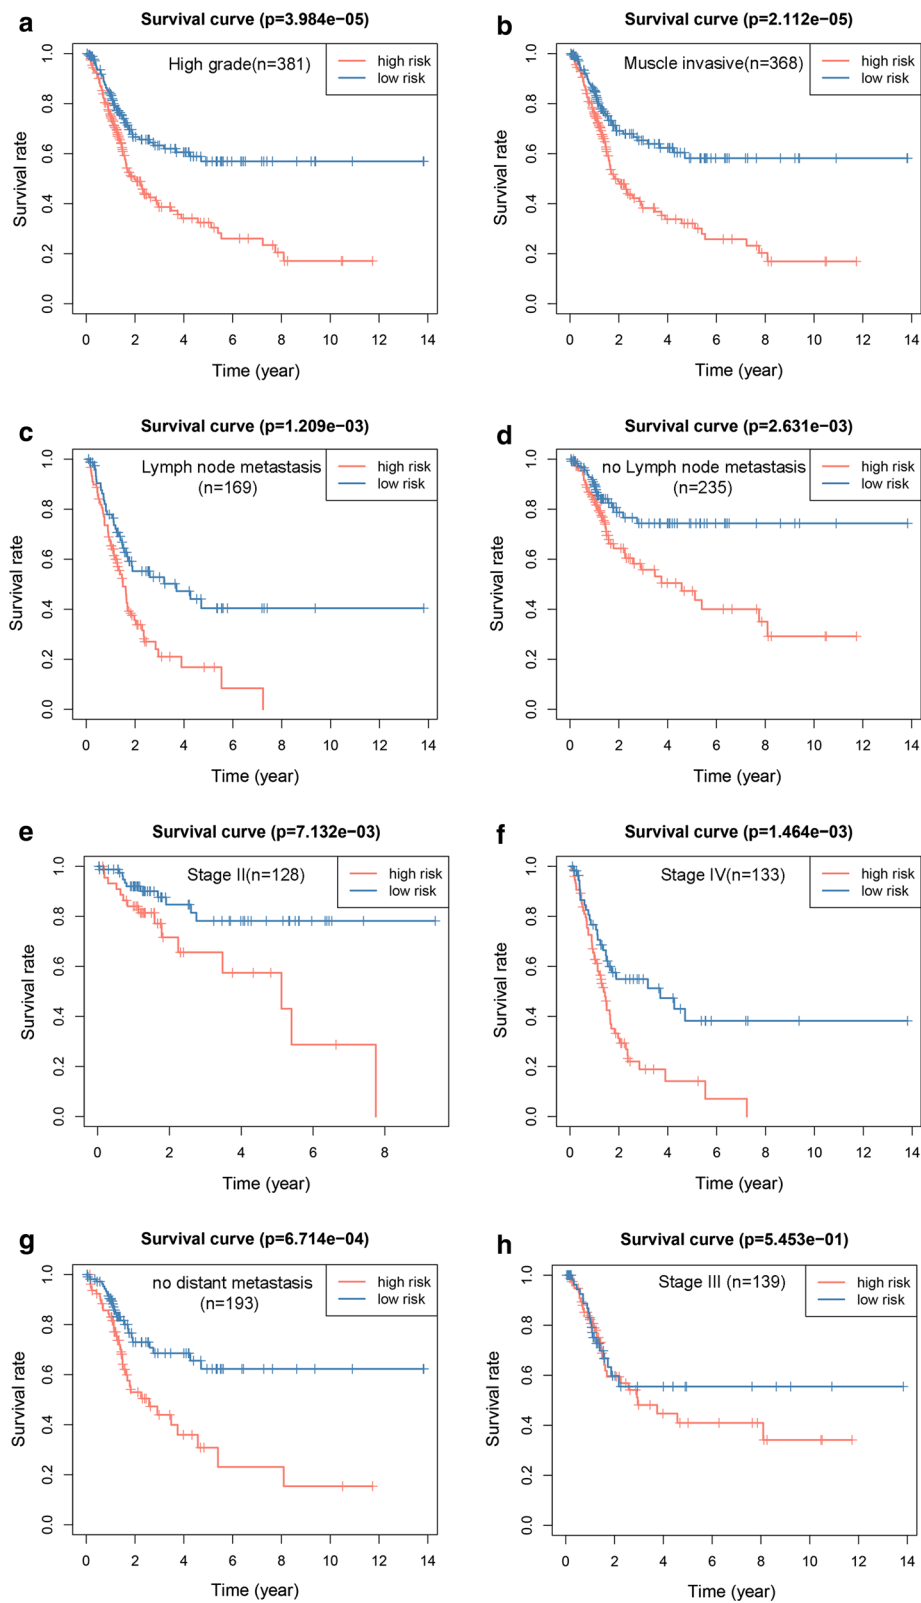 a
Survival curve (p=3.984e−05)
High grade(n=381)
high risk
low risk
Survival rate
0.0 0.2 0.4 0.6 0.8 1.0
0 2 4 6 8 10 12 14
Time (year)
b
Survival curve (p=2.112e−05)
Muscle invasive(n=368)
high risk
low risk
Survival rate
0.0 0.2 0.4 0.6 0.8 1.0
0 2 4 6 8 10 12 14
Time (year)
c
Survival curve (p=1.209e−03)
Lymph node metastasis
(n=169)
high risk
low risk
Survival rate
0.0 0.2 0.4 0.6 0.8 1.0
0 2 4 6 8 10 12 14
Time (year)
d
Survival curve (p=2.631e−03)
no Lymph node metastasis
(n=235)
high risk
low risk
Survival rate
0.0 0.2 0.4 0.6 0.8 1.0
0 2 4 6 8 10 12 14
Time (year)
e
Survival curve (p=7.132e−03)
Stage II(n=128)
high risk
low risk
Survival rate
0.0 0.2 0.4 0.6 0.8 1.0
0 2 4 6 8
Time (year)
f
Survival curve (p=1.464e−03)
Stage IV(n=133)
high risk
low risk
Survival rate
0.0 0.2 0.4 0.6 0.8 1.0
0 2 4 6 8 10 12 14
Time (year)
g
Survival curve (p=6.714e−04)
no distant metastasis
(n=193)
high risk
low risk
Survival rate
0.0 0.2 0.4 0.6 0.8 1.0
0 2 4 6 8 10 12 14
Time (year)
h
Survival curve (p=5.453e−01)
Stage III (n=139)
high risk
low risk
Survival rate
0.0 0.2 0.4 0.6 0.8 1.0
0 2 4 6 8 10 12 14
Time (year)